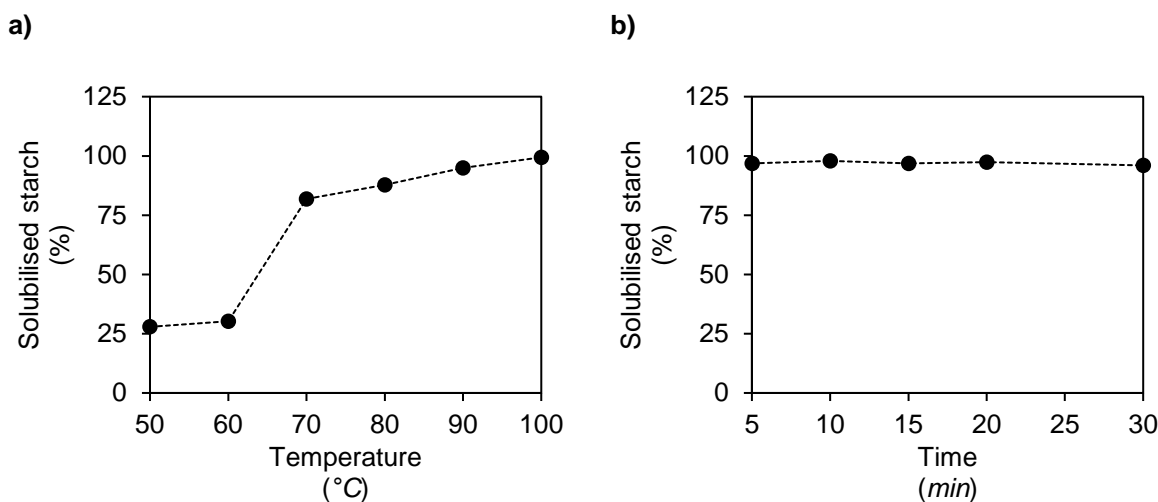 a)
125
100
75
50
25
0
Solubilised starch
(%)
50 60 70 80 90 100
Temperature
(°C)
b)
125
100
75
50
25
0
Solubilised starch
(%)
5 10 15 20 25 30
Time
(min)